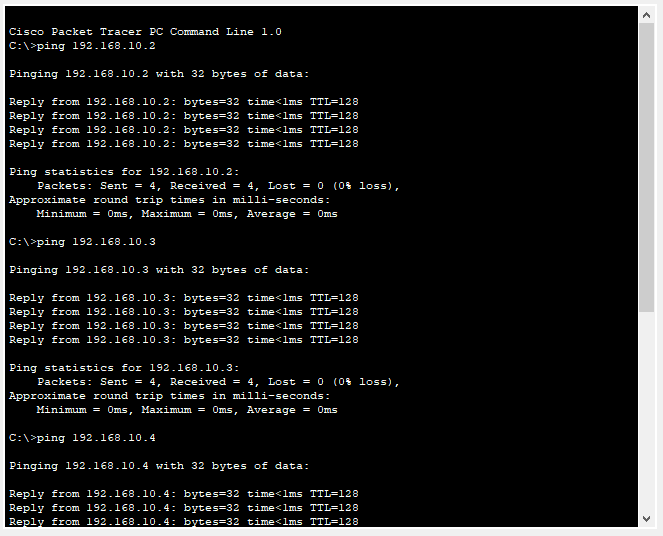 Cisco Packet Tracer PC Command Line 1.0
C:\>ping 192.168.10.2
Pinging 192.168.10.2 with 32 bytes of data:
Reply from 192.168.10.2: bytes=32 time<1ms TTL=128
Reply from 192.168.10.2: bytes=32 time<1ms TTL=128
Reply from 192.168.10.2: bytes=32 time<1ms TTL=128
Reply from 192.168.10.2: bytes=32 time<1ms TTL=128
Ping statistics for 192.168.10.2:
    Packets: Sent = 4, Received = 4, Lost = 0 (0% loss),
Approximate round trip times in milli-seconds:
    Minimum = 0ms, Maximum = 0ms, Average = 0ms
C:\>ping 192.168.10.3
Pinging 192.168.10.3 with 32 bytes of data:
Reply from 192.168.10.3: bytes=32 time<1ms TTL=128
Reply from 192.168.10.3: bytes=32 time<1ms TTL=128
Reply from 192.168.10.3: bytes=32 time<1ms TTL=128
Reply from 192.168.10.3: bytes=32 time<1ms TTL=128
Ping statistics for 192.168.10.3:
    Packets: Sent = 4, Received = 4, Lost = 0 (0% loss),
Approximate round trip times in milli-seconds:
    Minimum = 0ms, Maximum = 0ms, Average = 0ms
C:\>ping 192.168.10.4
Pinging 192.168.10.4 with 32 bytes of data:
Reply from 192.168.10.4: bytes=32 time<1ms TTL=128
Reply from 192.168.10.4: bytes=32 time<1ms TTL=128
Reply from 192.168.10.4: bytes=32 time<1ms TTL=128